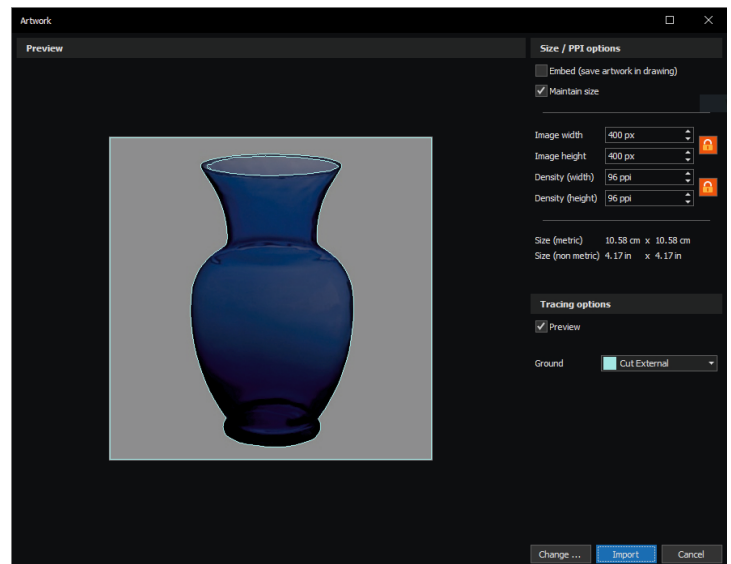 Artwork
Preview
Size / PPI options
Embed (save artwork in drawing)
Maintain size
Image width 400 px
Image height 400 px
Density (width) 96 ppi
Density (height) 96 ppi
Size (metric) 10.58 cm x 10.58 cm
Size (non metric) 4.17 in x 4.17 in
Tracing options
Preview
Ground Cut External
Change ... Import Cancel